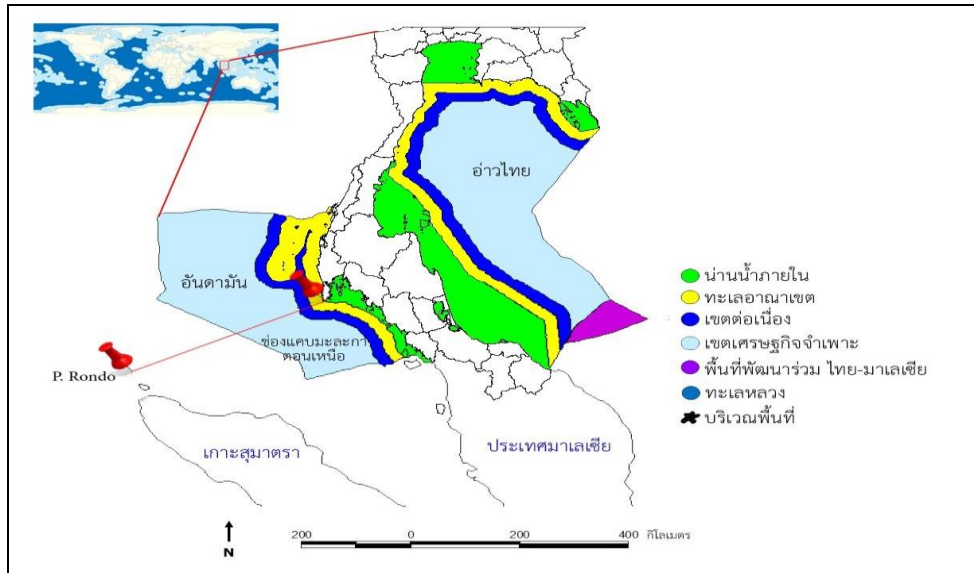 อ่าวไทย
อันดามัน
ช่องแคบมะละกา
ตอนเหนือ
P. Rondo
เกาะสุมาตรา
ประเทศมาเลเซีย
น่านน้ำภายใน
ทะเลอาณาเขต
เขตต่อเนื่อง
เขตเศรษฐกิจจำเพาะ
พื้นที่พัฒนาร่วม ไทย-มาเลเซีย
ทะเลหลวง
บริเวณพื้นที่
N
200 0 200 400 กิโลเมตร